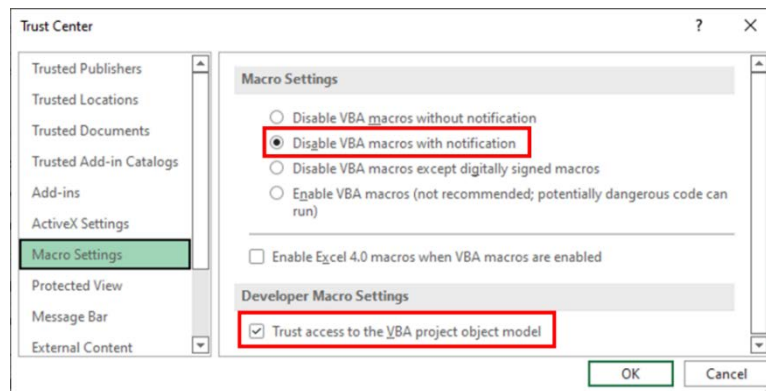 Trust Center
?
Trusted Publishers
Trusted Locations
Trusted Documents
Trusted Add-in Catalogs
Add-ins
ActiveX Settings
Macro Settings
Protected View
Message Bar
External Content
Macro Settings
Disable VBA macros without notification
Disable VBA macros with notification
Disable VBA macros except digitally signed macros
Enable VBA macros (not recommended; potentially dangerous code can
run)
Enable Excel 4.0 macros when VBA macros are enabled
Developer Macro Settings
Trust access to the VBA project object model
OK
Cancel